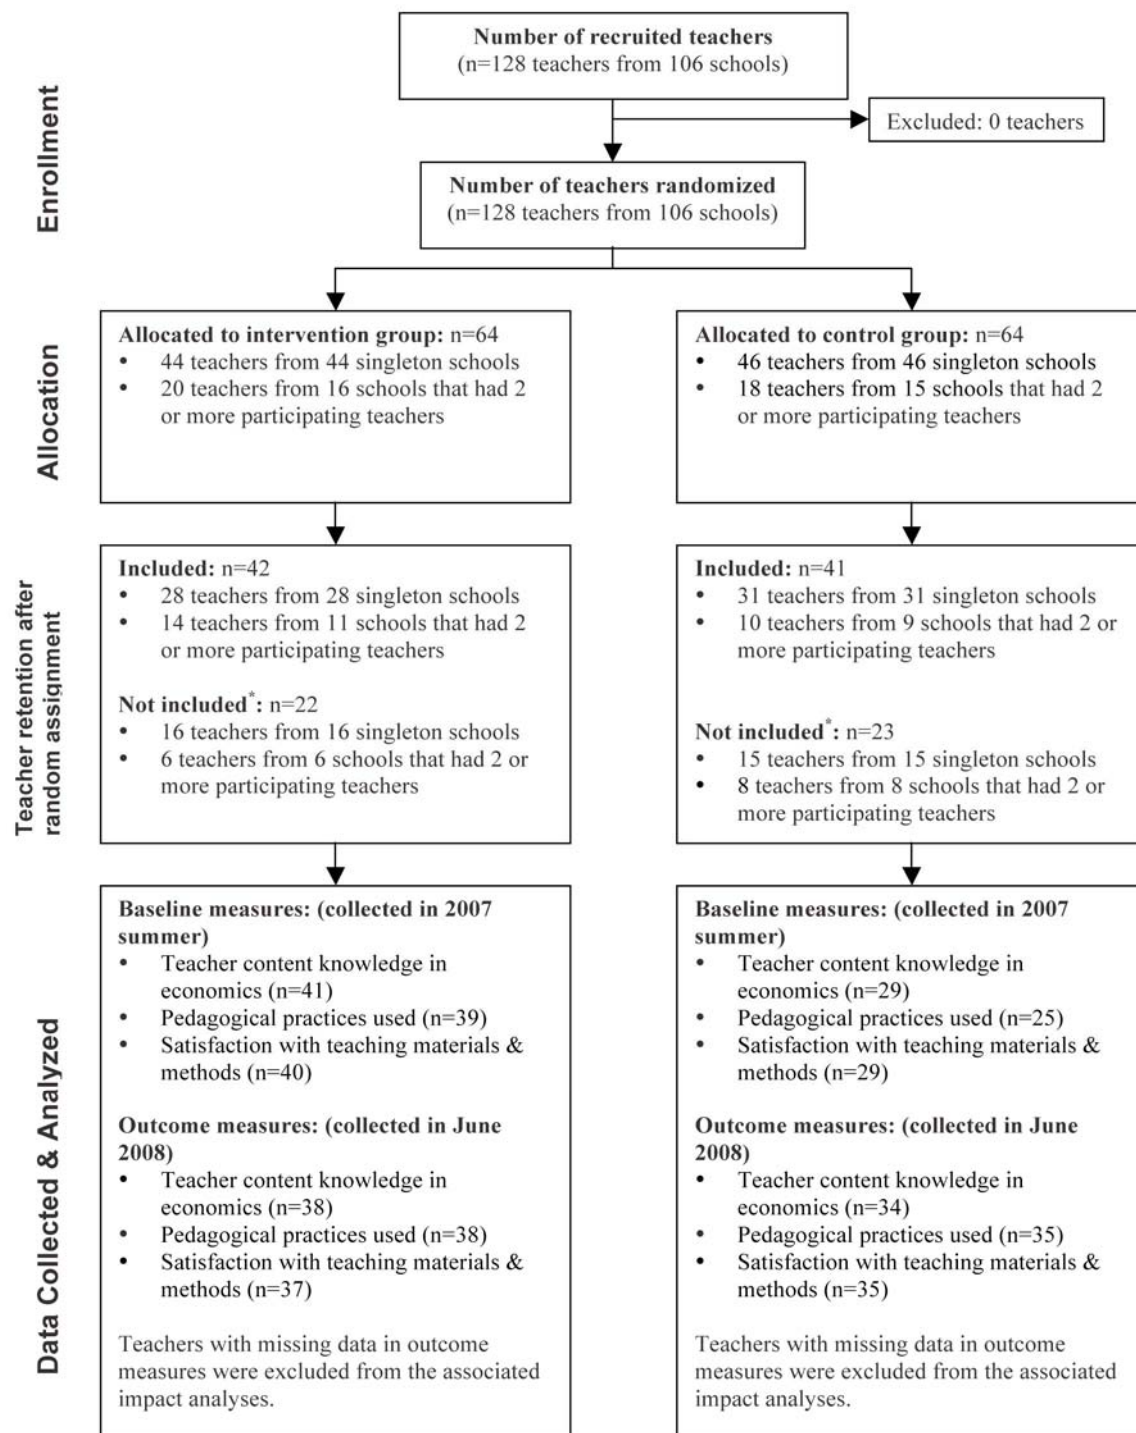 Enrollment
Number of recruited teachers
(n=128 teachers from 106 schools)
Excluded: 0 teachers
Number of teachers randomized
(n=128 teachers from 106 schools)
Allocation
Allocated to intervention group: n=64
• 44 teachers from 44 singleton schools
• 20 teachers from 16 schools that had 2
or more participating teachers
Allocated to control group: n=64
• 46 teachers from 46 singleton schools
• 18 teachers from 15 schools that had 2
or more participating teachers
Teacher retention after
random assignment
Included: n=42
• 28 teachers from 28 singleton schools
• 14 teachers from 11 schools that had 2
or more participating teachers
Not included*: n=22
• 16 teachers from 16 singleton schools
• 6 teachers from 6 schools that had 2 or
more participating teachers
Included: n=41
• 31 teachers from 31 singleton schools
• 10 teachers from 9 schools that had 2 or
more participating teachers
Not included*: n=23
• 15 teachers from 15 singleton schools
• 8 teachers from 8 schools that had 2 or
more participating teachers
Data Collected & Analyzed
Baseline measures: (collected in 2007
summer)
• Teacher content knowledge in
economics (n=41)
• Pedagogical practices used (n=39)
• Satisfaction with teaching materials &
methods (n=40)
Outcome measures: (collected in June
2008)
• Teacher content knowledge in
economics (n=38)
• Pedagogical practices used (n=38)
• Satisfaction with teaching materials &
methods (n=37)
Teachers with missing data in outcome
measures were excluded from the associated
impact analyses.
Baseline measures: (collected in 2007
summer)
• Teacher content knowledge in
economics (n=29)
• Pedagogical practices used (n=25)
• Satisfaction with teaching materials &
methods (n=29)
Outcome measures: (collected in June
2008)
• Teacher content knowledge in
economics (n=34)
• Pedagogical practices used (n=35)
• Satisfaction with teaching materials &
methods (n=35)
Teachers with missing data in outcome
measures were excluded from the associated
impact analyses.